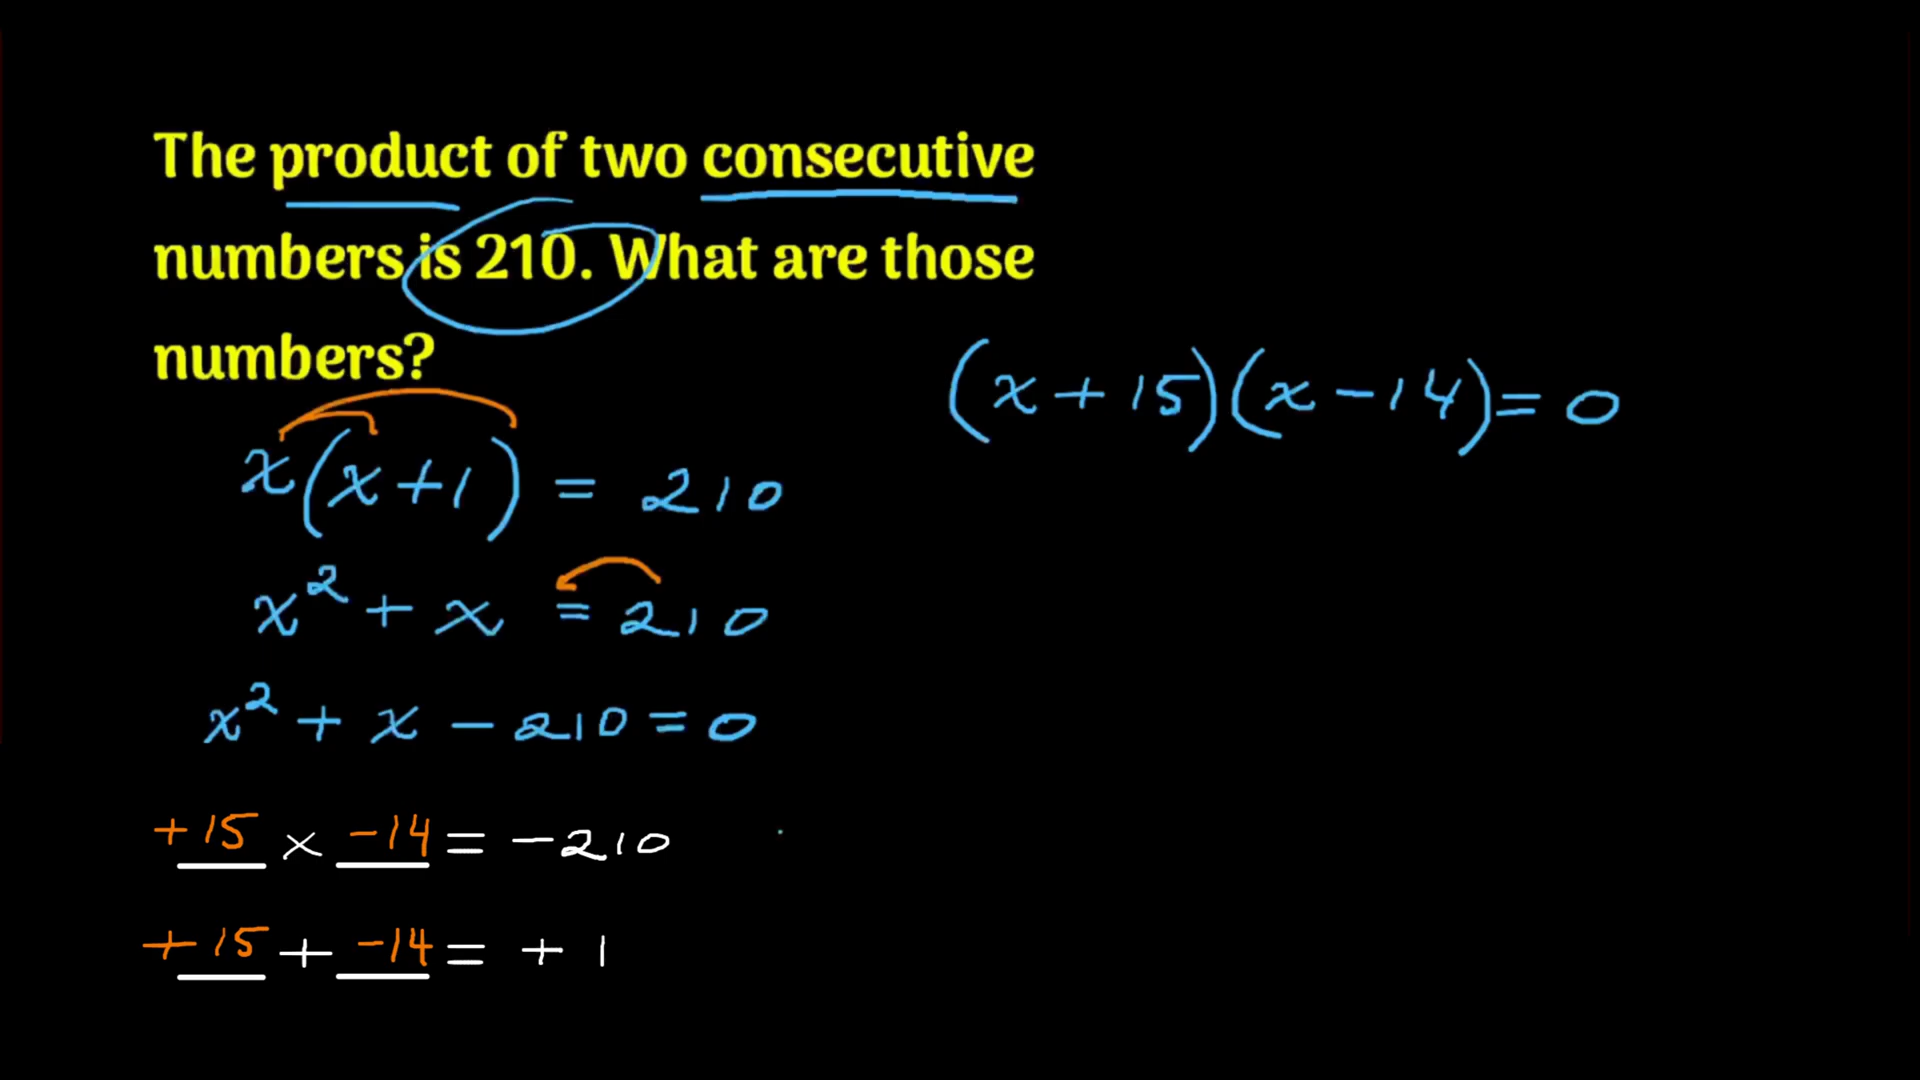 The product of two consecutive
numbers is 210. What are those
numbers?
x(x+1) = 210
x² + x = 210
x² + x - 210 = 0
+15 × -14 = -210
+15 + -14 = +1
(x + 15)(x - 14) = 0